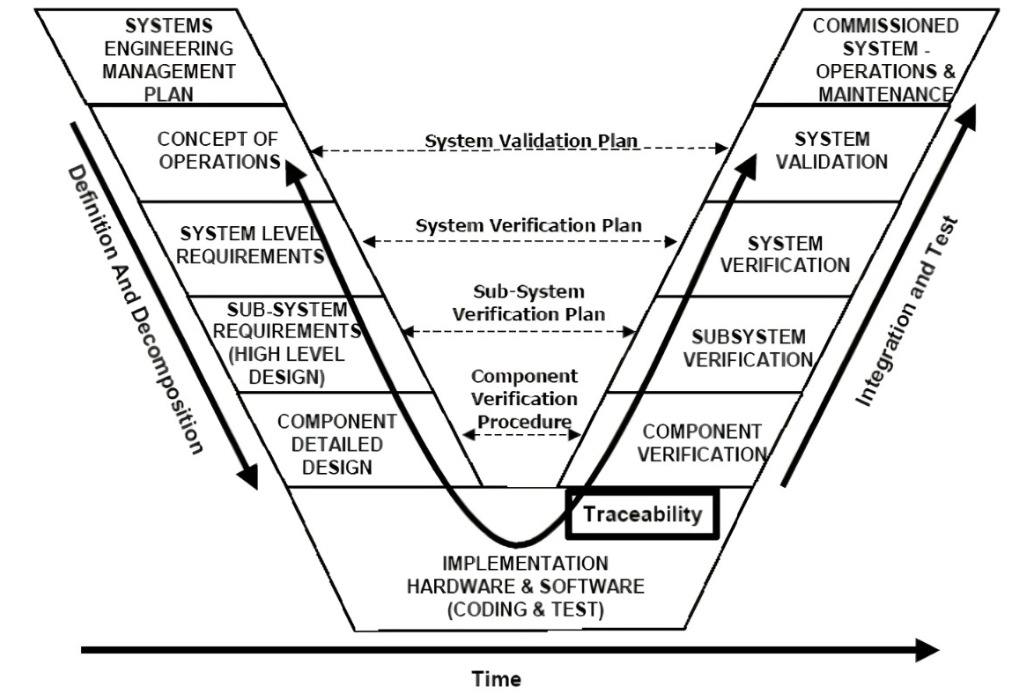 SYSTEMS
ENGINEERING
MANAGEMENT
PLAN
COMMISSIONED
SYSTEM -
OPERATIONS &
MAINTENANCE
CONCEPT OF
OPERATIONS
System Validation Plan
SYSTEM
VALIDATION
Definition And Decomposition
SYSTEM LEVEL
REQUIREMENTS
System Verification Plan
SYSTEM
VERIFICATION
Integration and Test
SUB-SYSTEM
REQUIREMENTS
(HIGH LEVEL
DESIGN)
Sub-System
Verification Plan
SUBSYSTEM
VERIFICATION
COMPONENT
DETAILED
DESIGN
Component
Verification
Procedure
COMPONENT
VERIFICATION
Traceability
IMPLEMENTATION
HARDWARE & SOFTWARE
(CODING & TEST)
Time